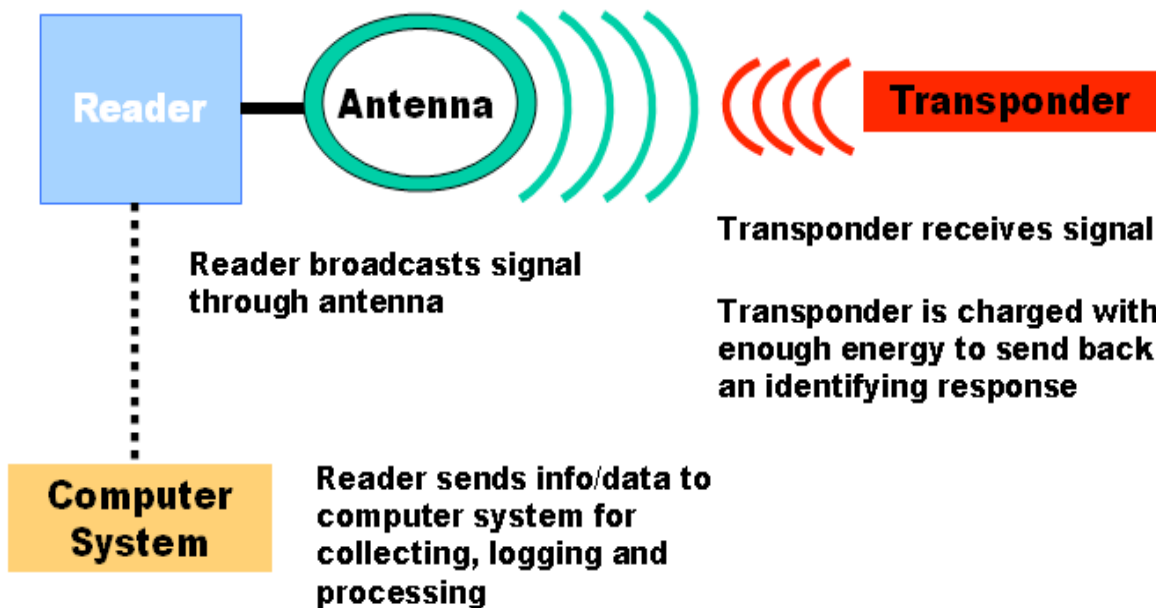 Reader
Antenna
Transponder
Reader broadcasts signal
through antenna
Transponder receives signal
Transponder is charged with
enough energy to send back
an identifying response
Computer
System
Reader sends info/data to
computer system for
collecting, logging and
processing